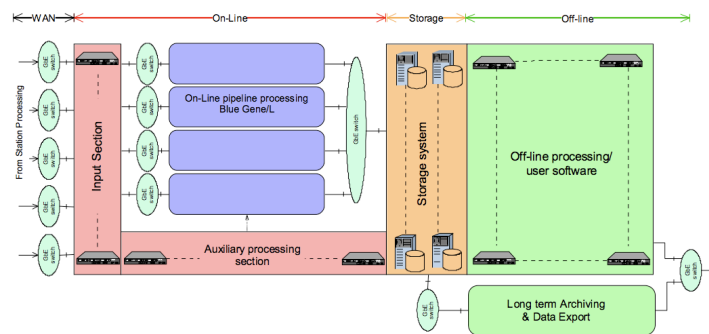 WAN
On-Line
Storage
Off-line
From Station Processing
GbE
switch
GbE
switch
GbE
switch
GbE
switch
GbE
switch
Input Section
GbE
switch
GbE
switch
GbE
switch
GbE
switch
On-Line pipeline processing
Blue Gene/L
GbE switch
Auxiliary processing
section
Storage system
Off-line processing/
user software
GbE
switch
Long term Archiving
& Data Export
GbE
switch